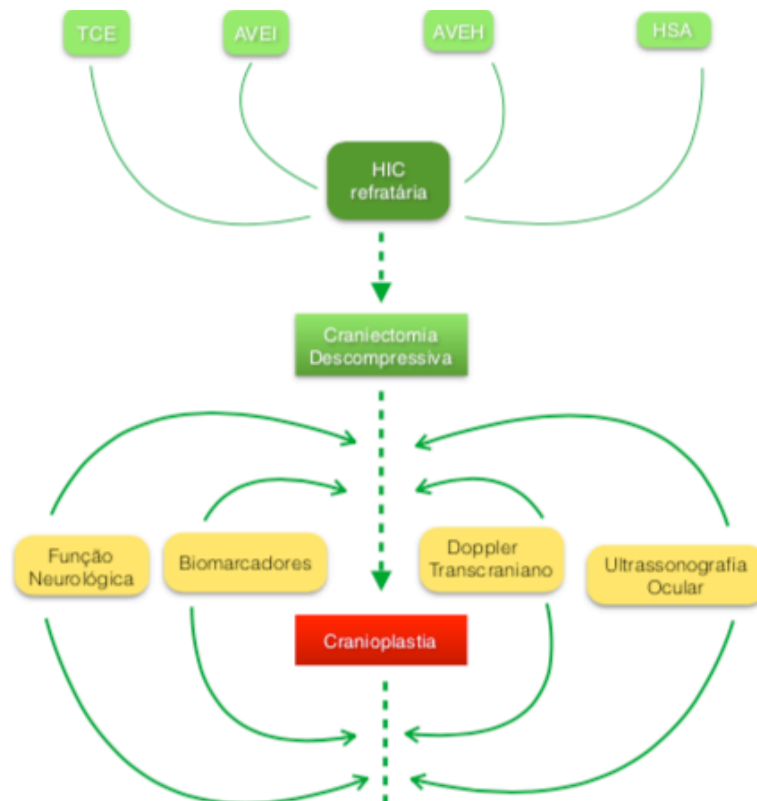 TCE
AVEI
AVEH
HSA
HIC
refratária
Craniectomia
Descompressiva
Função
Neurológica
Biomarcadores
Doppler
Transcraniano
Ultrassonografia
Ocular
Cranioplastia